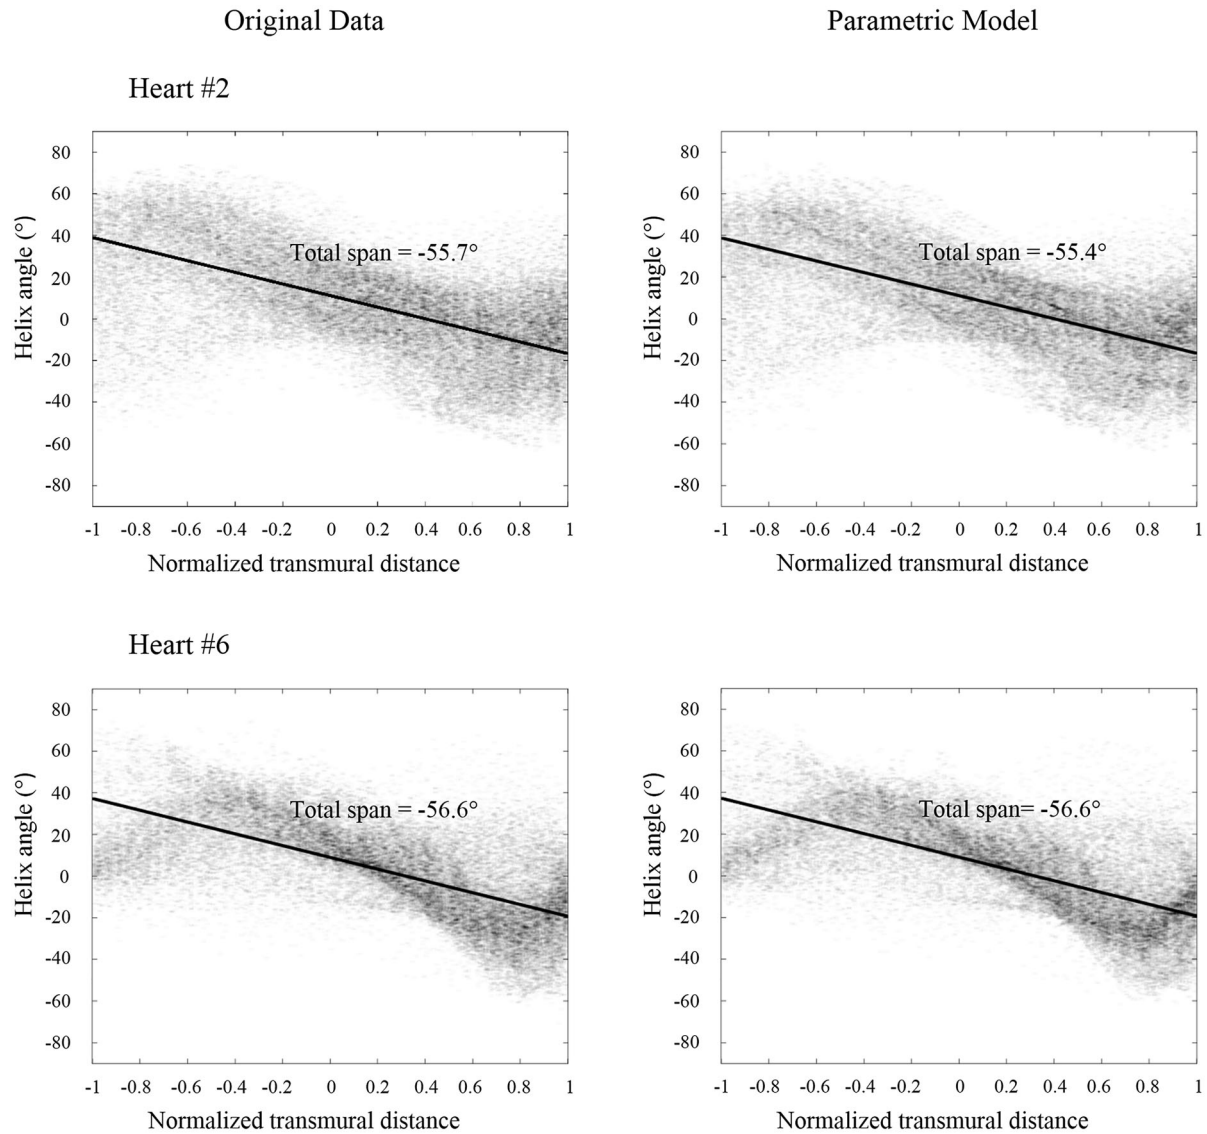 Original Data
Parametric Model
Heart #2
80
60
40
20
0
-20
-40
-60
-80
Helix angle (°)
Total span = -55.7°
-1 -0.8 -0.6 -0.4 -0.2 0 0.2 0.4 0.6 0.8 1
Normalized transmural distance
80
60
40
20
0
-20
-40
-60
-80
Helix angle (°)
Total span = -55.4°
-1 -0.8 -0.6 -0.4 -0.2 0 0.2 0.4 0.6 0.8 1
Normalized transmural distance
Heart #6
80
60
40
20
0
-20
-40
-60
-80
Helix angle (°)
Total span = -56.6°
-1 -0.8 -0.6 -0.4 -0.2 0 0.2 0.4 0.6 0.8 1
Normalized transmural distance
80
60
40
20
0
-20
-40
-60
-80
Helix angle (°)
Total span= -56.6°
-1 -0.8 -0.6 -0.4 -0.2 0 0.2 0.4 0.6 0.8 1
Normalized transmural distance